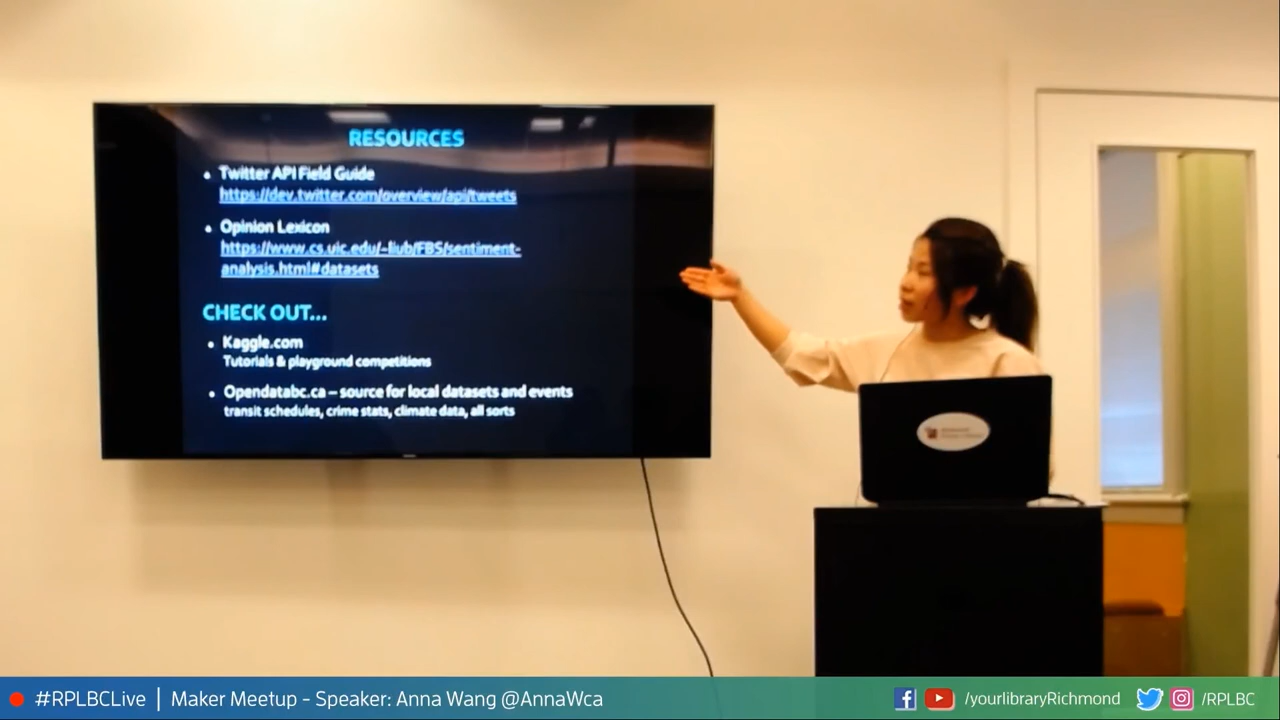 RESOURCES
• Twitter API Field Guide
https://dev.twitter.com/overview/api/tweets
• Opinion Lexicon
https://www.cs.uic.edu/~liub/FBS/sentiment-
analysis.html#datasets
CHECK OUT...
• Kaggle.com
Tutorials & playground competitions
• Opendatabc.ca – source for local datasets and events
transit schedules, crime stats, climate data, all sorts
#RPLBCLive | Maker Meetup - Speaker: Anna Wang @AnnaWca
/yourlibraryRichmond
/RPLBC